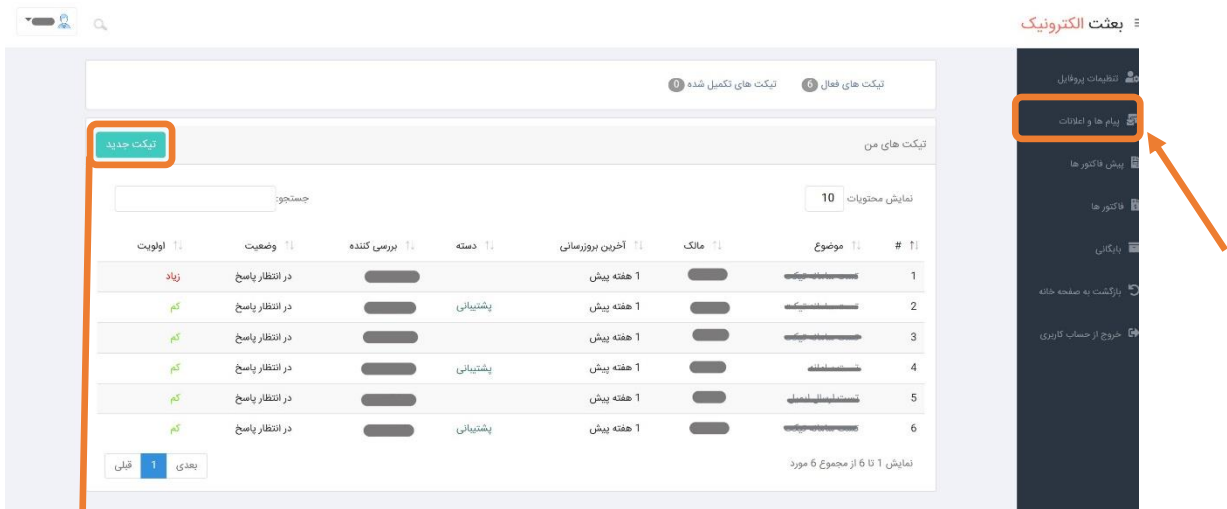 بعثت الکترونیک
تنظیمات پروفایل
پیام ها و اعلانات
پیش فاکتور ها
فاکتور ها
بایگانی
بازگشت به صفحه خانه
خروج از حساب کاربری
تیکت های فعال 6 تیکت های تکمیل شده 0
تیکت های من تیکت جدید
نمایش محتویات 10 جستجو:
# موضوع مالک آخرین بروزرسانی دسته بررسی کننده وضعیت اولویت
1 1 هفته پیش در انتظار پاسخ زیاد
2 1 هفته پیش پشتیبانی در انتظار پاسخ کم
3 1 هفته پیش در انتظار پاسخ کم
4 1 هفته پیش پشتیبانی در انتظار پاسخ کم
5 1 هفته پیش در انتظار پاسخ کم
6 1 هفته پیش پشتیبانی در انتظار پاسخ کم
نمایش 1 تا 6 از مجموع 6 مورد
بعدی 1 قبلی